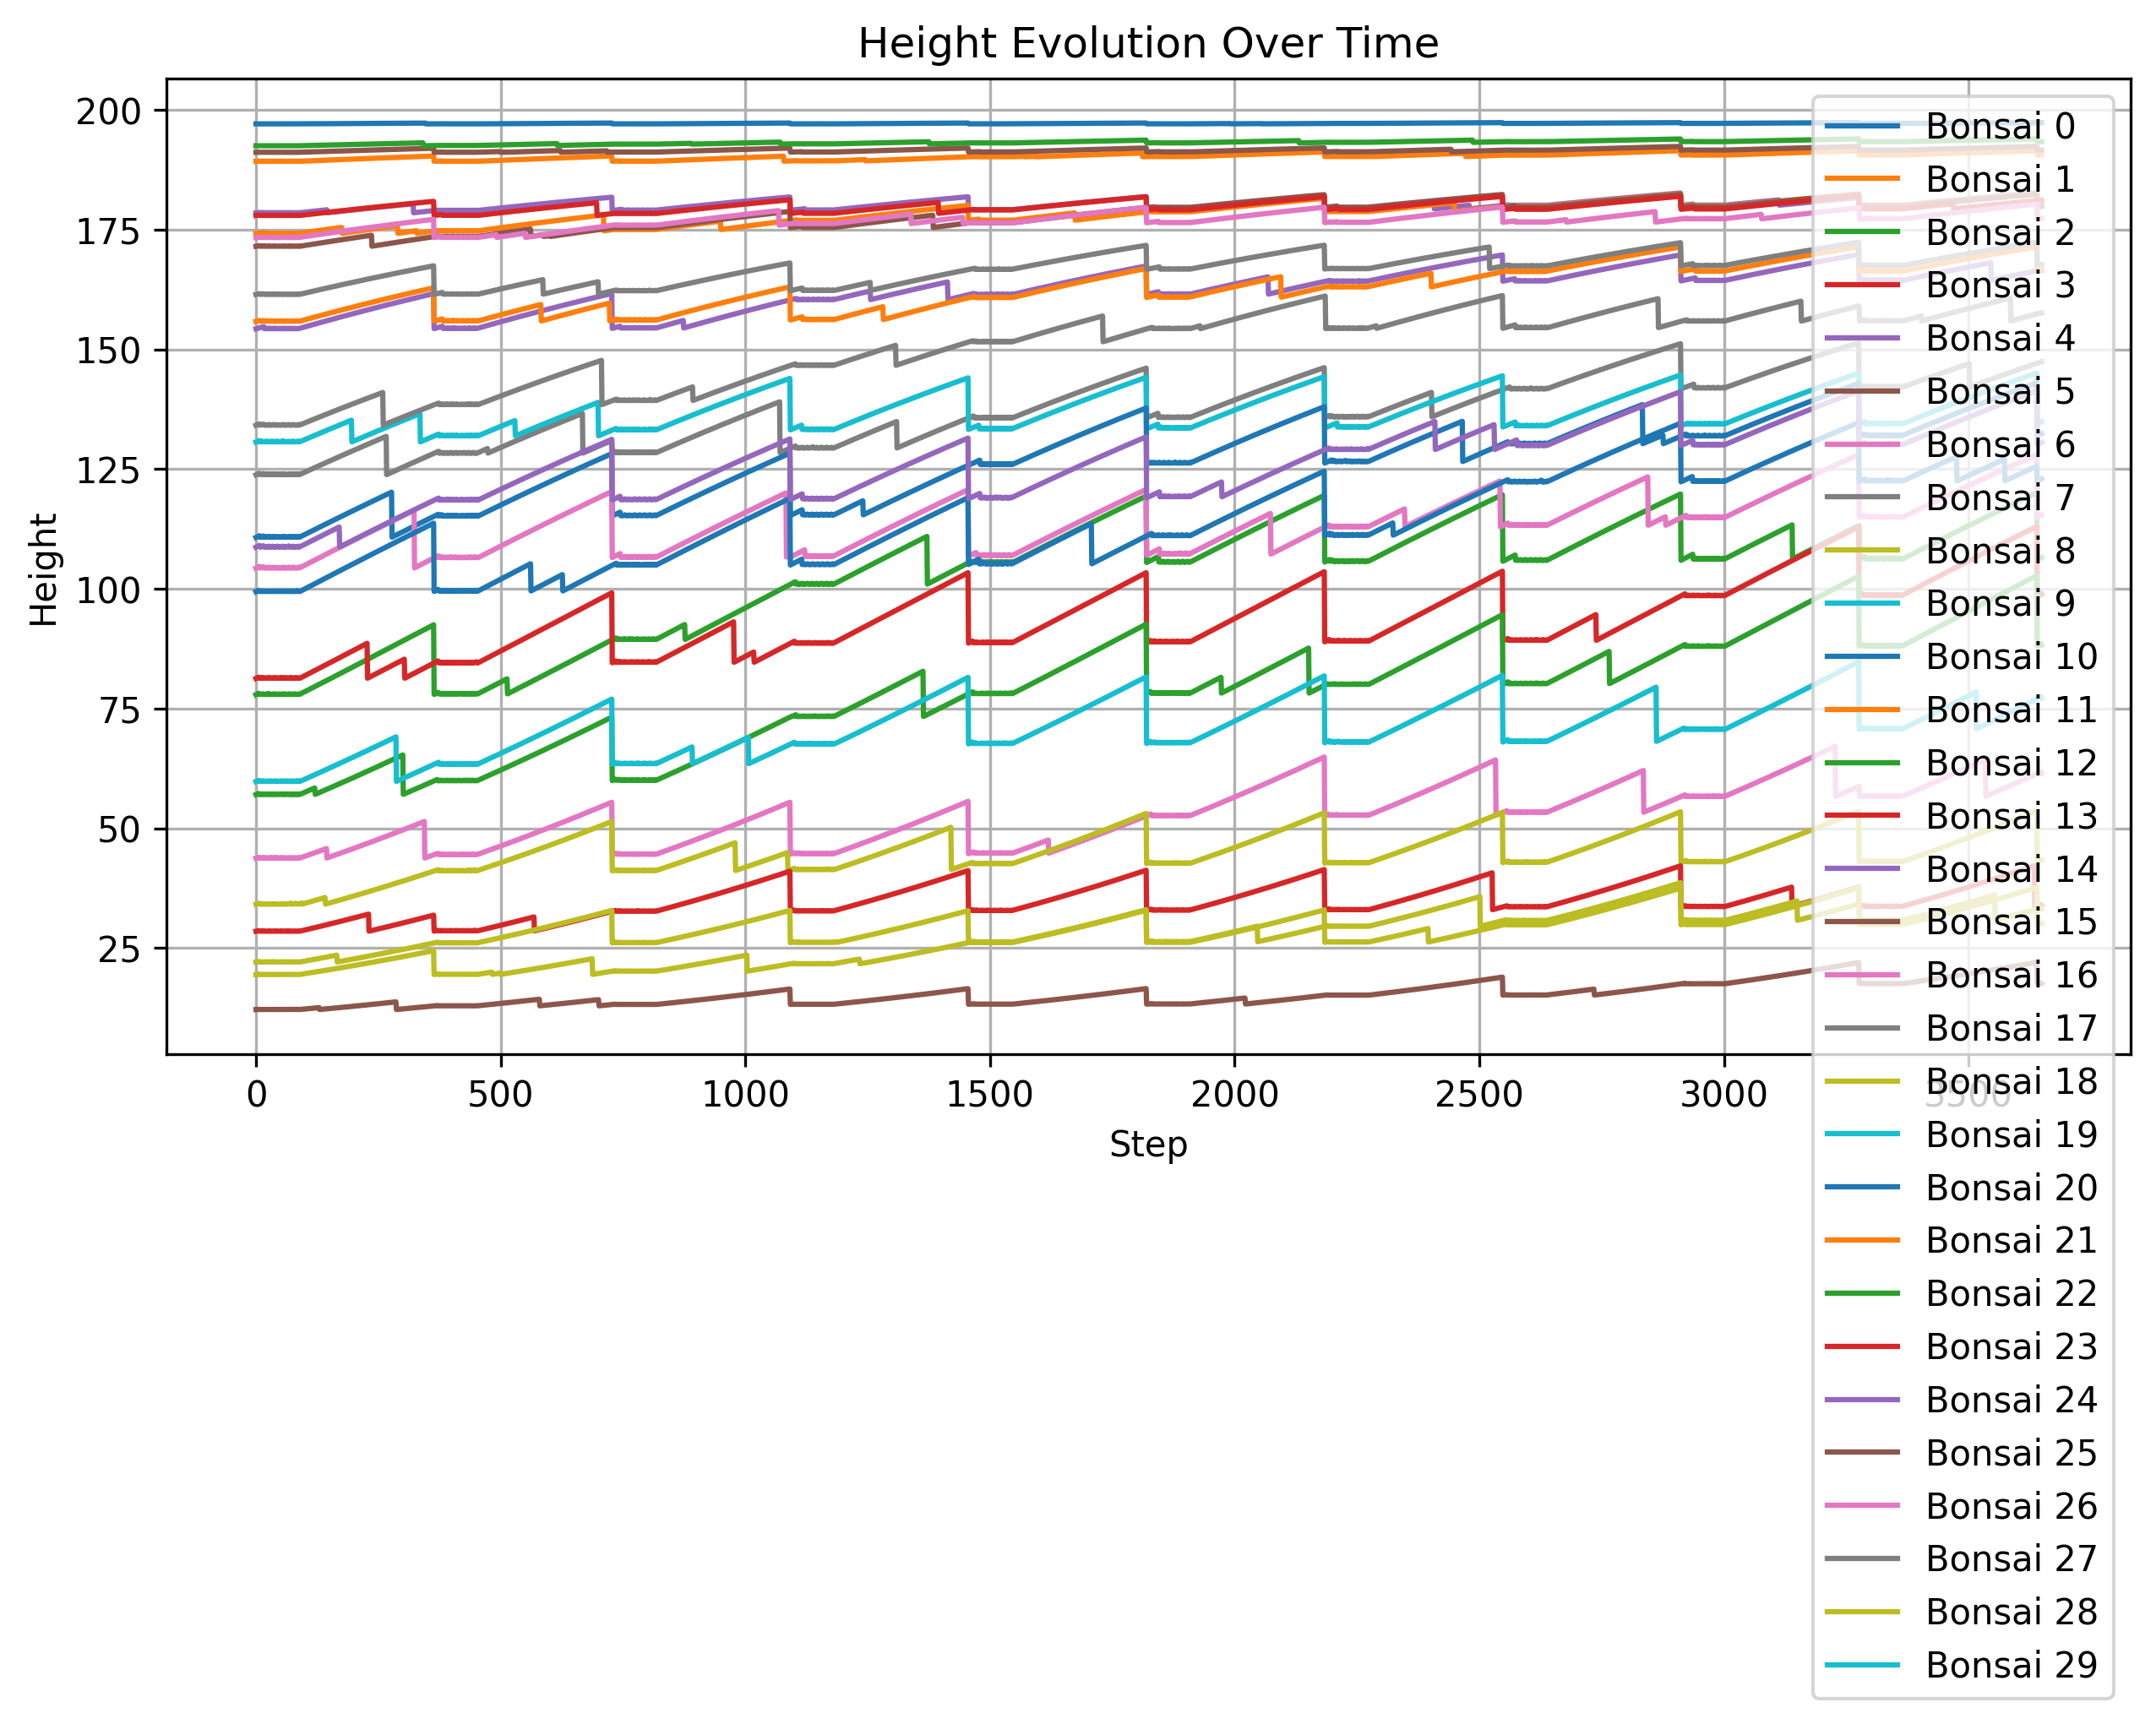 Height Evolution Over Time
Height
200
175
150
125
100
75
50
25
0
500
1000
1500
2000
2500
3000
3500
Step
Bonsai 0
Bonsai 1
Bonsai 2
Bonsai 3
Bonsai 4
Bonsai 5
Bonsai 6
Bonsai 7
Bonsai 8
Bonsai 9
Bonsai 10
Bonsai 11
Bonsai 12
Bonsai 13
Bonsai 14
Bonsai 15
Bonsai 16
Bonsai 17
Bonsai 18
Bonsai 19
Bonsai 20
Bonsai 21
Bonsai 22
Bonsai 23
Bonsai 24
Bonsai 25
Bonsai 26
Bonsai 27
Bonsai 28
Bonsai 29